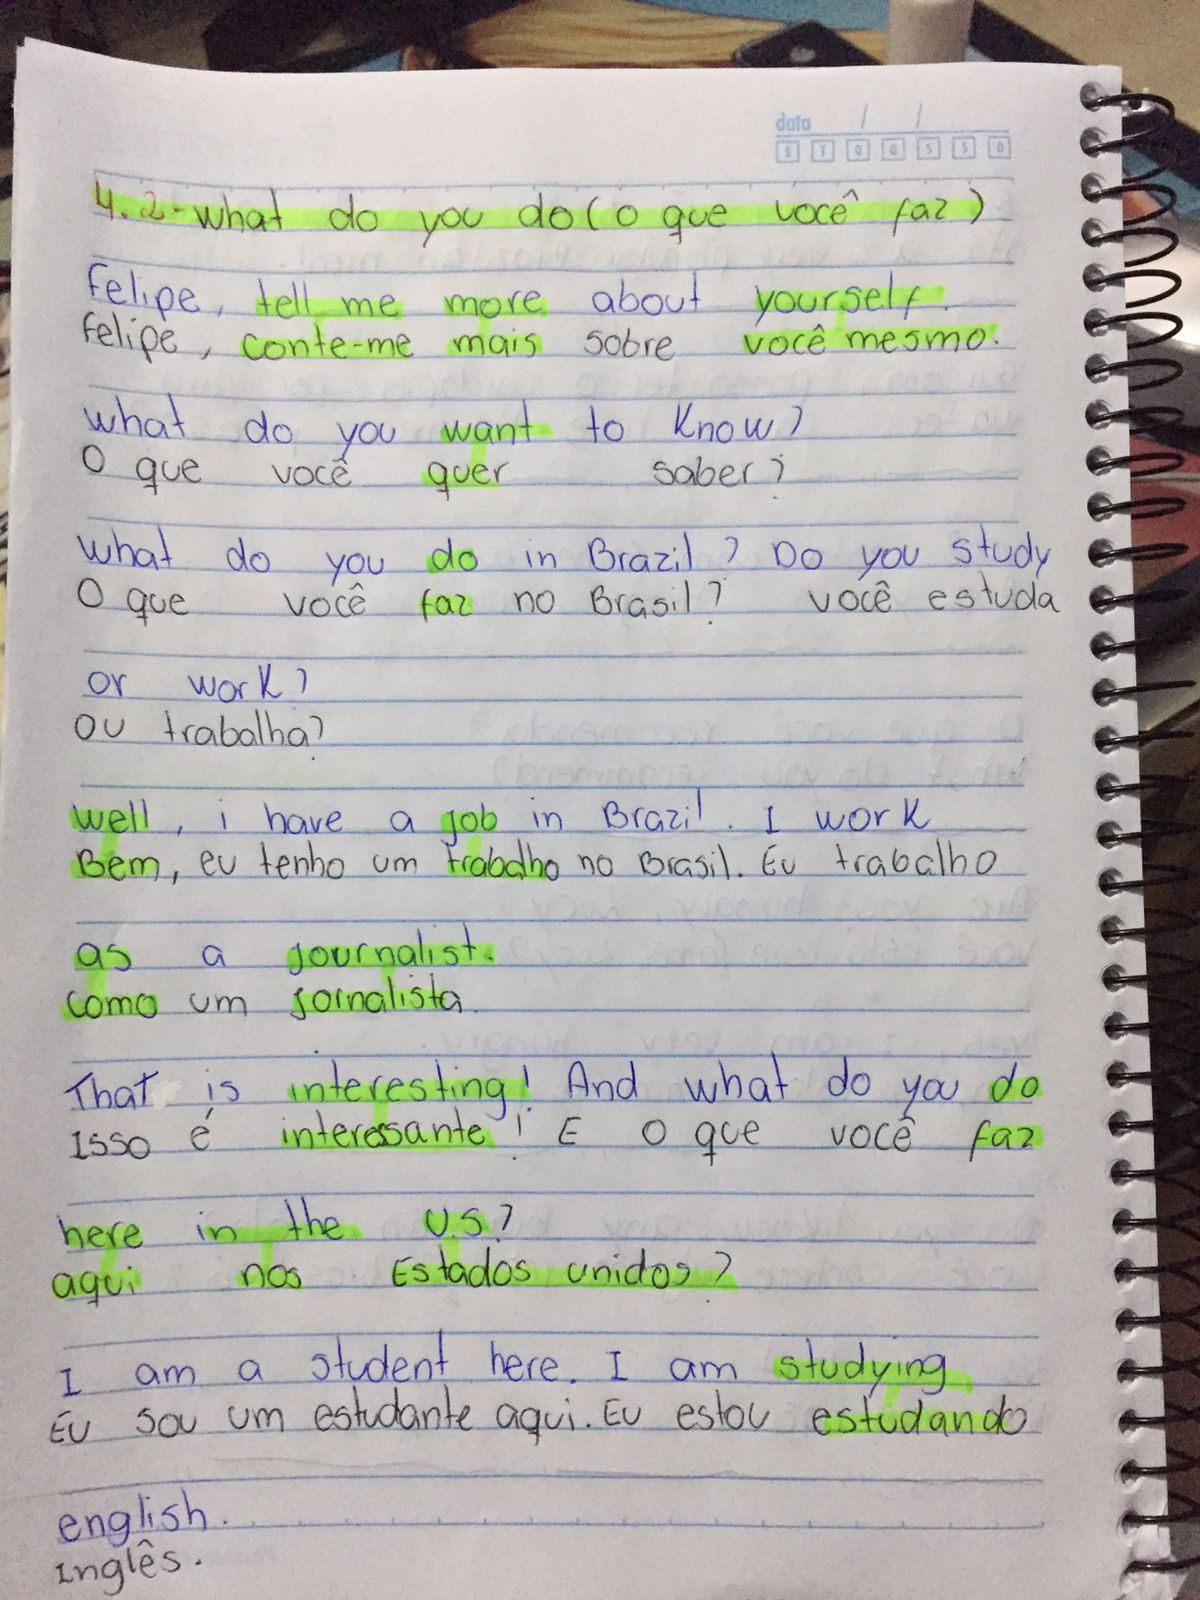 data / /
S T Q Q S S D
4.2-what do you do (o que você faz)
Felipe, tell me more about yourself.
Felipe, conte-me mais sobre você mesmo.
what do you want to know?
O que você quer saber?
what do you do in Brazil? Do you study
O que você faz no Brasil? você estuda
or work?
ou trabalha?
well, i have a job in Brazil. I work
Bem, eu tenho um trabalho no Brasil. Eu trabalho
as a journalist.
como um jornalista.
That is interesting! And what do you do
Isso é interessante! E o que você faz
here in the U.S.?
aqui nos Estados unidos?
I am a student here. I am studying
Eu sou um estudante aqui. Eu estou estudando
english.
Inglês.